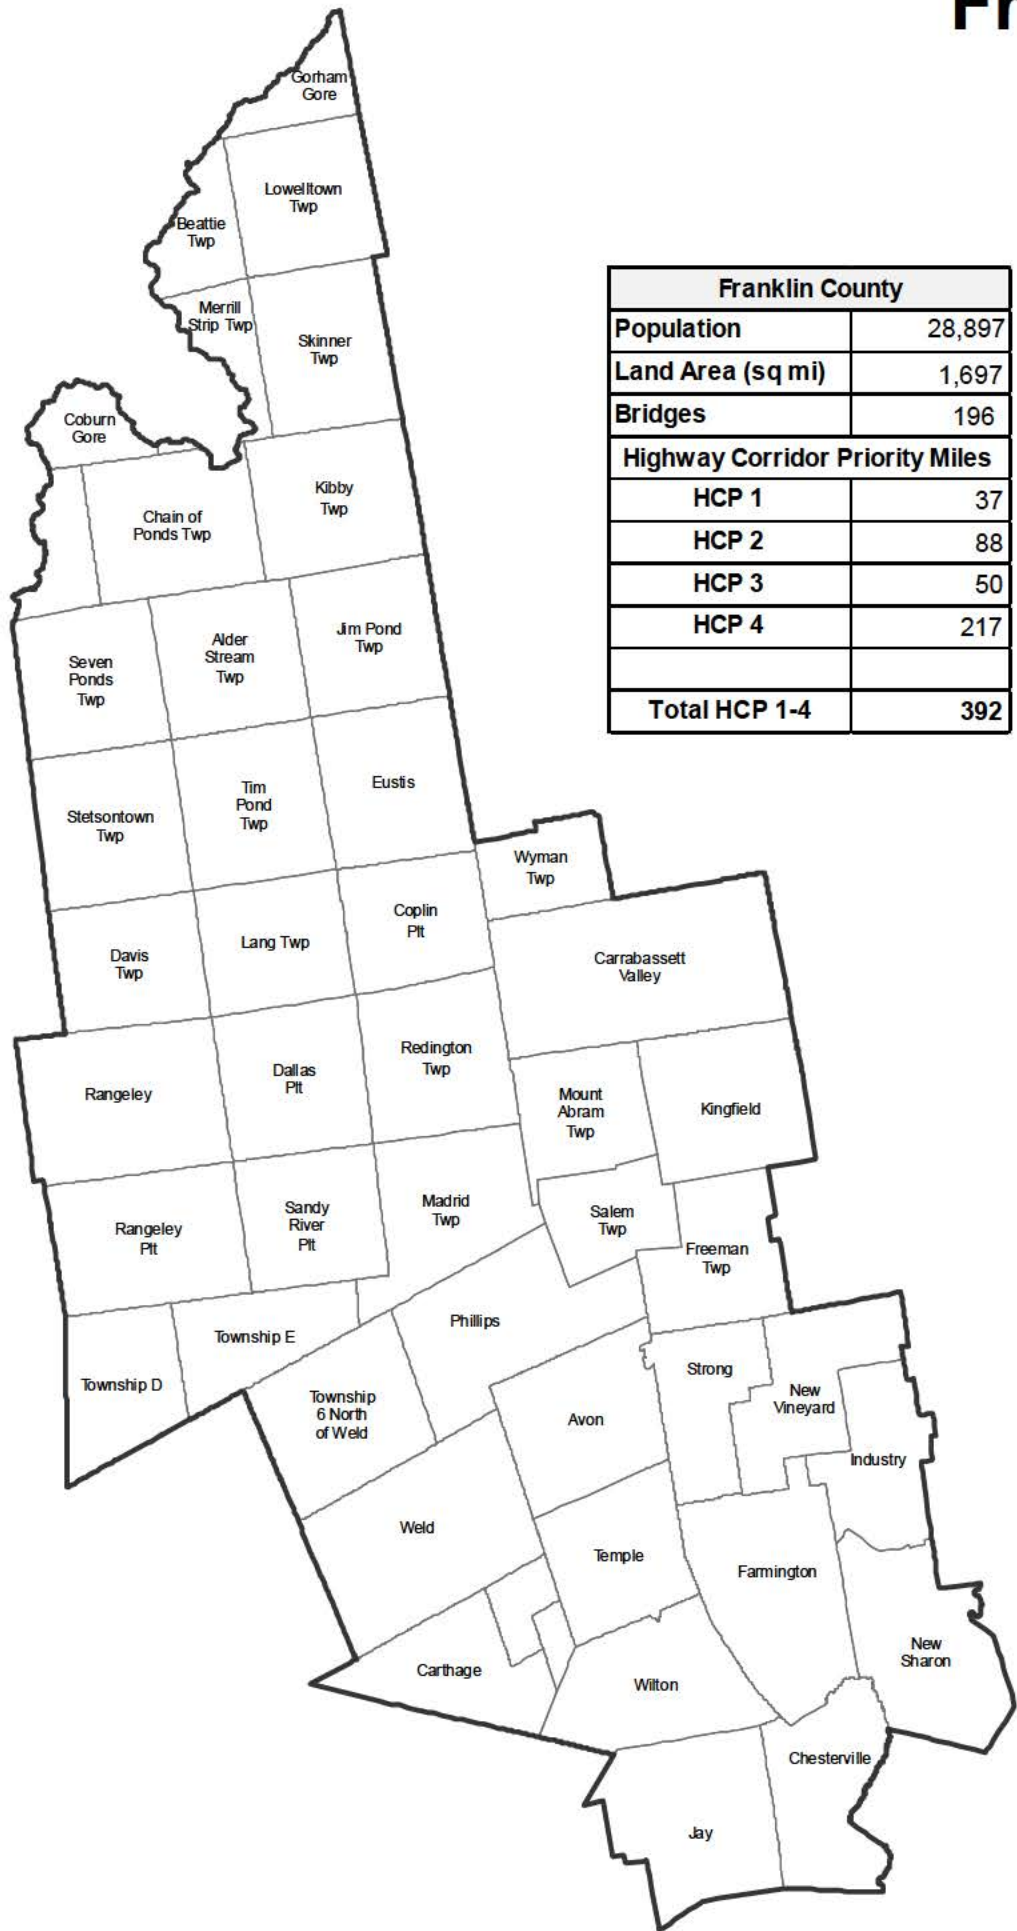 Fr
Gorham
Gore
Lowelltown
Twp
Beattie
Twp
Merrill
Strip Twp
Skinner
Twp
Coburn
Gore
Kibby
Twp
Chain of
Ponds Twp
Jim Pond
Twp
Alder
Stream
Twp
Seven
Ponds
Twp
Eustis
Tim
Pond
Twp
Stetsontown
Twp
Wyman
Twp
Coplin
Plt
Lang Twp
Davis
Twp
Carrabassett
Valley
Redington
Twp
Dallas
Plt
Rangeley
Mount
Abram
Twp
Kingfield
Madrid
Twp
Sandy
River
Plt
Rangeley
Plt
Salem
Twp
Freeman
Twp
Phillips
Township E
Township D
Strong
New
Vineyard
Township
6 North
of Weld
Avon
Industry
Weld
Temple
Farmington
New
Sharon
Carthage
Wilton
Chesterville
Jay
Franklin County
Population 28,897
Land Area (sq mi) 1,697
Bridges 196
Highway Corridor Priority Miles
HCP 1 37
HCP 2 88
HCP 3 50
HCP 4 217
Total HCP 1-4 392